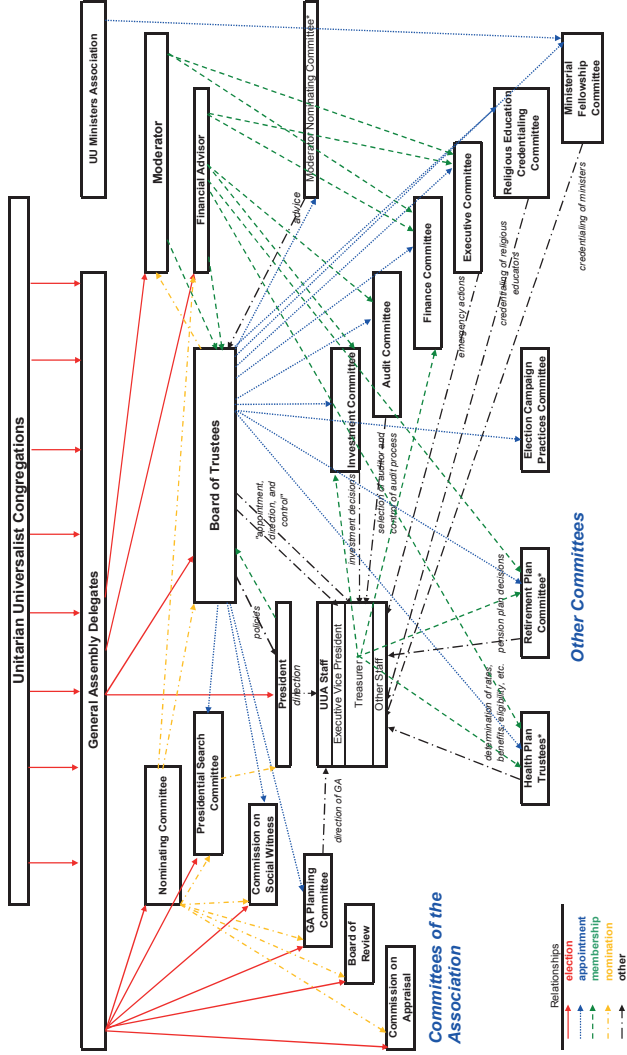 Unitarian Universalist Congregations
General Assembly Delegates
UU Ministers Association
Nominating Committee
Moderator
Presidential Search
Committee
Board of Trustees
Financial Advisor
Commission on
Social Witness
policies
"appointment,
direction, and
control"
advice
President
direction
GA Planning
Committee
direction of GA
UUA Staff
Executive Vice President
Treasurer
Other Staff
Moderator Nominating Committee*
Investment Committee
investment decisions
Audit Committee
selection of auditor and
control of audit process
Finance Committee
Executive Committee
emergency actions
Religious Education
Credentialing
Committee
credentialing of religious
educators
Ministerial
Fellowship
Committee
credentialing of ministers
Board of
Review
Commission on
Appraisal
Committees of the
Association
determination of rates,
benefits, eligibility, etc.
pension plan decisions
Health Plan
Trustees*
Retirement Plan
Committee*
Election Campaign
Practices Committee
Other Committees
Relationships
election
appointment
membership
nomination
other